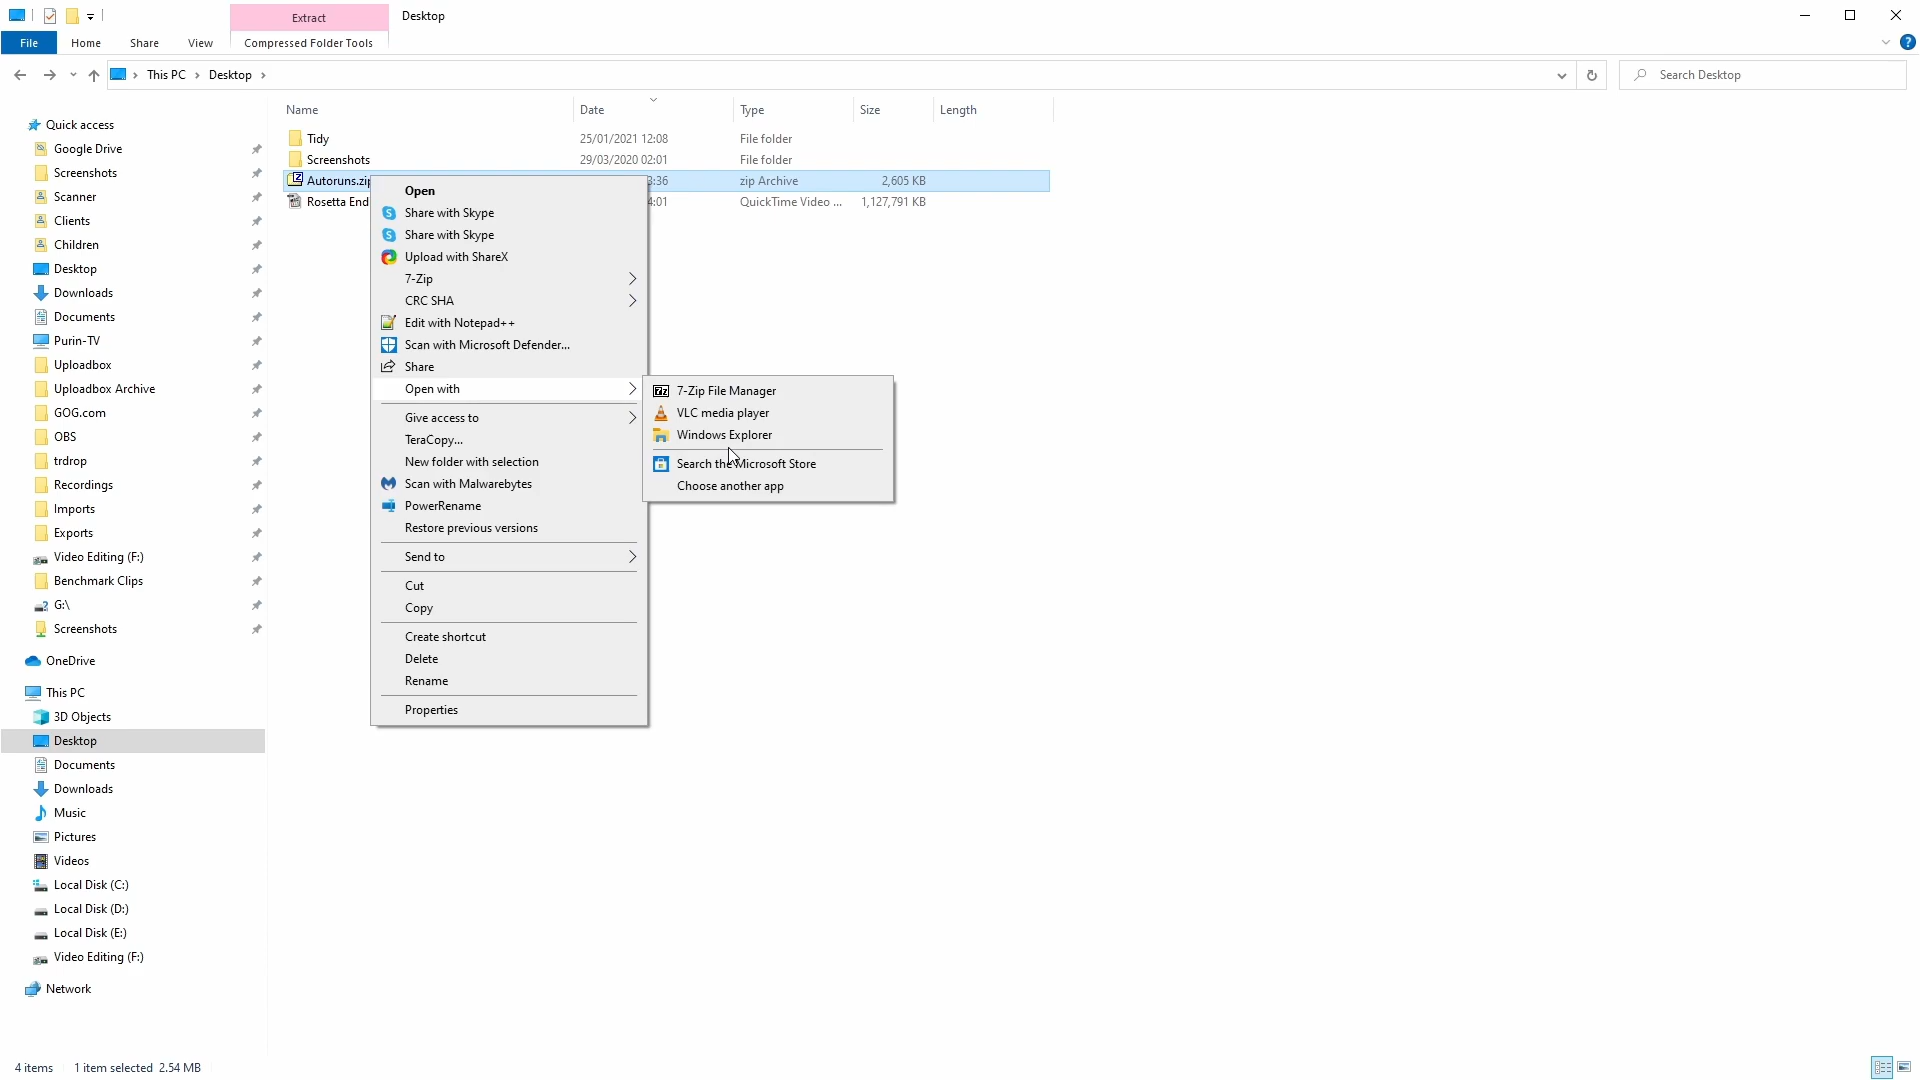 Extract
Desktop
File
Home
Share
View
Compressed Folder Tools
This PC
Desktop
Search Desktop
Name
Date
Type
Size
Length
Tidy
25/01/2021 12:08
File folder
Screenshots
29/03/2020 02:01
File folder
Autoruns.zip
3:36
zip Archive
2,605 KB
Rosetta End
4:01
QuickTime Video ...
1,127,791 KB
Quick access
Google Drive
Screenshots
Scanner
Clients
Children
Desktop
Downloads
Documents
Purin-TV
Uploadbox
Uploadbox Archive
GOG.com
OBS
trdrop
Recordings
Imports
Exports
Video Editing (F:)
Benchmark Clips
G:\
Screenshots
OneDrive
This PC
3D Objects
Desktop
Documents
Downloads
Music
Pictures
Videos
Local Disk (C:)
Local Disk (D:)
Local Disk (E:)
Video Editing (F:)
Network
Open
Share with Skype
Share with Skype
Upload with ShareX
7-Zip
CRC SHA
Edit with Notepad++
Scan with Microsoft Defender...
Share
Open with
Give access to
TeraCopy...
New folder with selection
Scan with Malwarebytes
PowerRename
Restore previous versions
Send to
Cut
Copy
Create shortcut
Delete
Rename
Properties
7-Zip File Manager
VLC media player
Windows Explorer
Search the Microsoft Store
Choose another app
4 items
1 item selected 2.54 MB